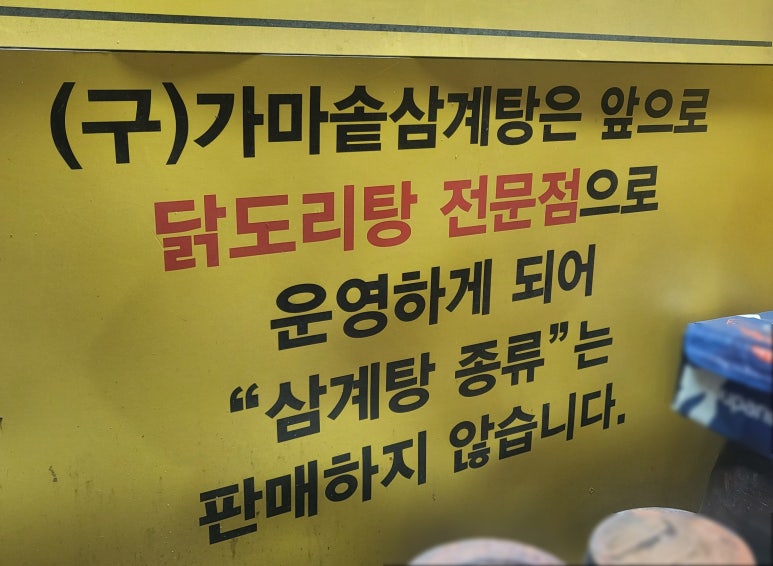 (구)가마솥삼계탕은 앞으로
닭도리탕 전문점으로
운영하게 되어
“삼계탕 종류”는
판매하지 않습니다.